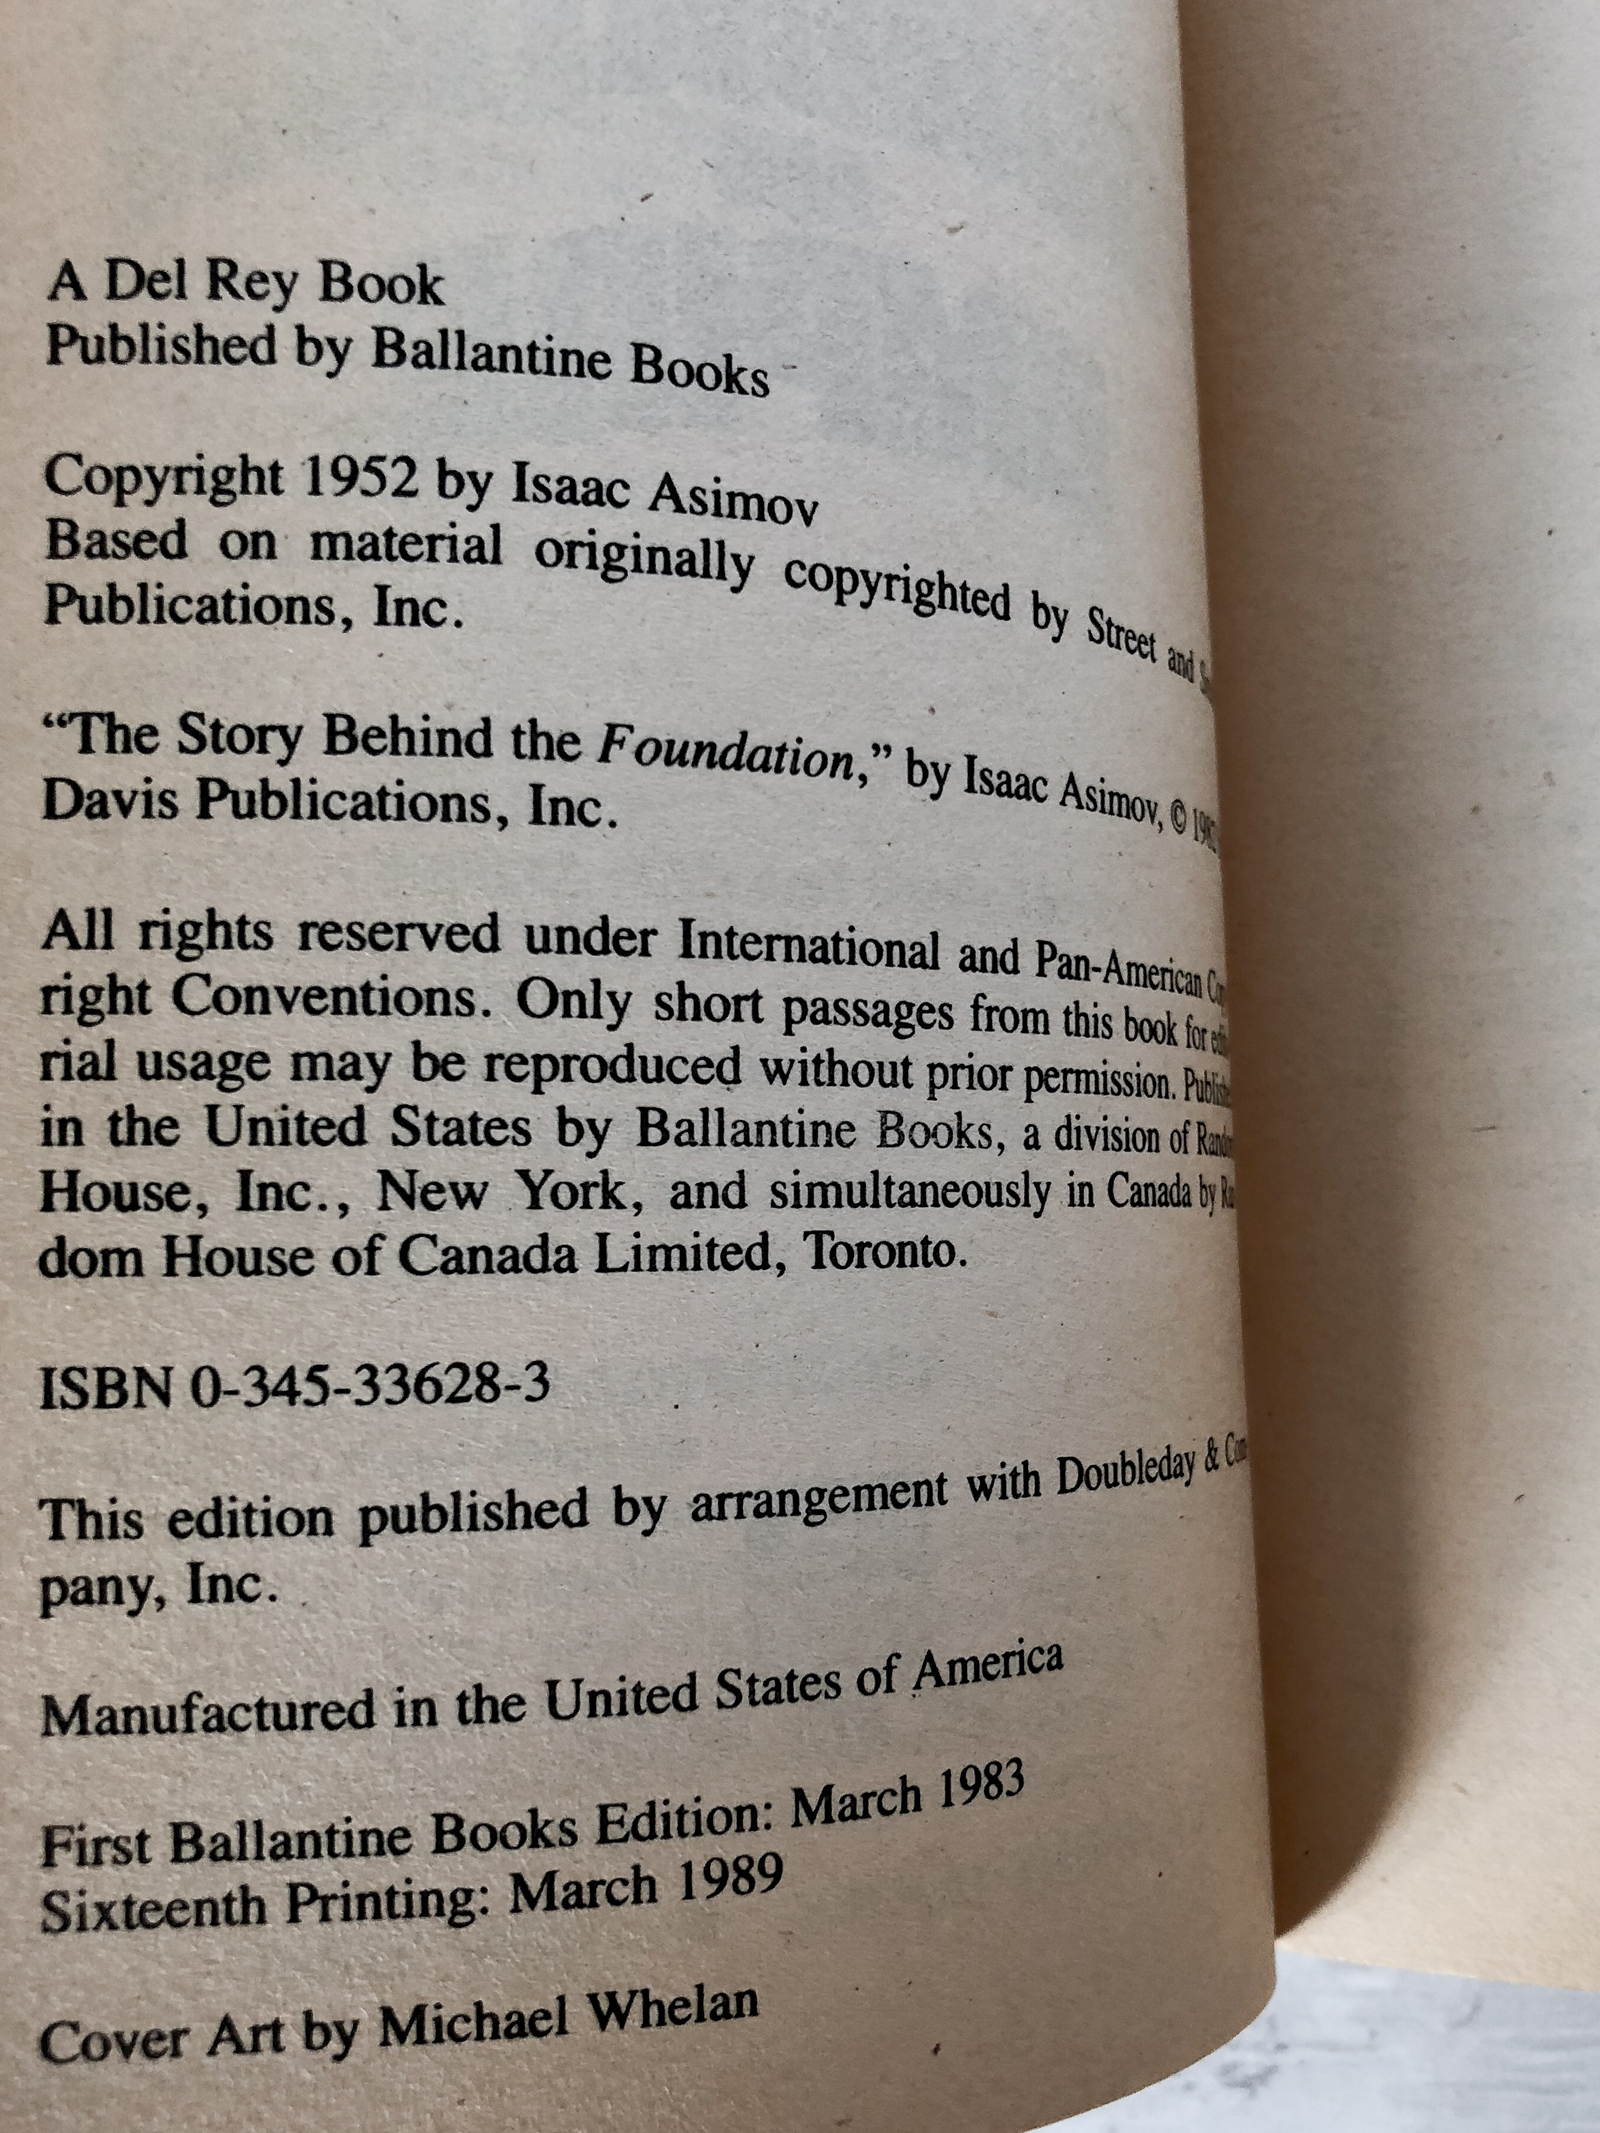 A Del Rey Book
Published by Ballantine Books
Copyright 1952 by Isaac Asimov
Based on material originally copyrighted by Street and
Publications, Inc.
“The Story Behind the Foundation,” by Isaac Asimov, ©
Davis Publications, Inc.
All rights reserved under International and Pan-American
right Conventions. Only short passages from this book for
rial usage may be reproduced without prior permission.
in the United States by Ballantine Books, a division of
House, Inc., New York, and simultaneously in Canada by
dom House of Canada Limited, Toronto.
ISBN 0-345-33628-3
This edition published by arrangement with Doubleday &
pany, Inc.
Manufactured in the United States of America
First Ballantine Books Edition: March 1983
Sixteenth Printing: March 1989
Cover Art by Michael Whelan